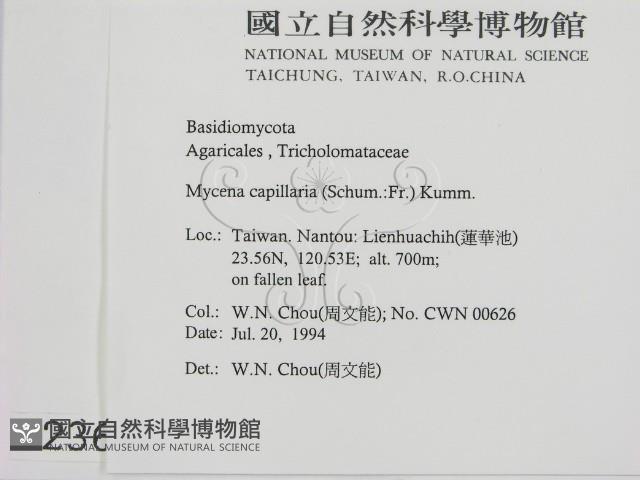 國立自然科學博物館
NATIONAL MUSEUM OF NATURAL SCIENCE
TAICHUNG, TAIWAN, R.O.CHINA
Basidiomycota
Agaricales , Tricholomataceae
Mycena capillaria (Schum.:Fr.) Kumm.
Loc.: Taiwan. Nantou: Lienhuachih(蓮華池)
23.56N, 120.53E; alt. 700m;
on fallen leaf.
Col.: W.N. Chou(周文能); No. CWN 00626
Date: Jul. 20, 1994
Det.: W.N. Chou(周文能)
國立自然科學博物館
NATIONAL MUSEUM OF NATURAL SCIENCE